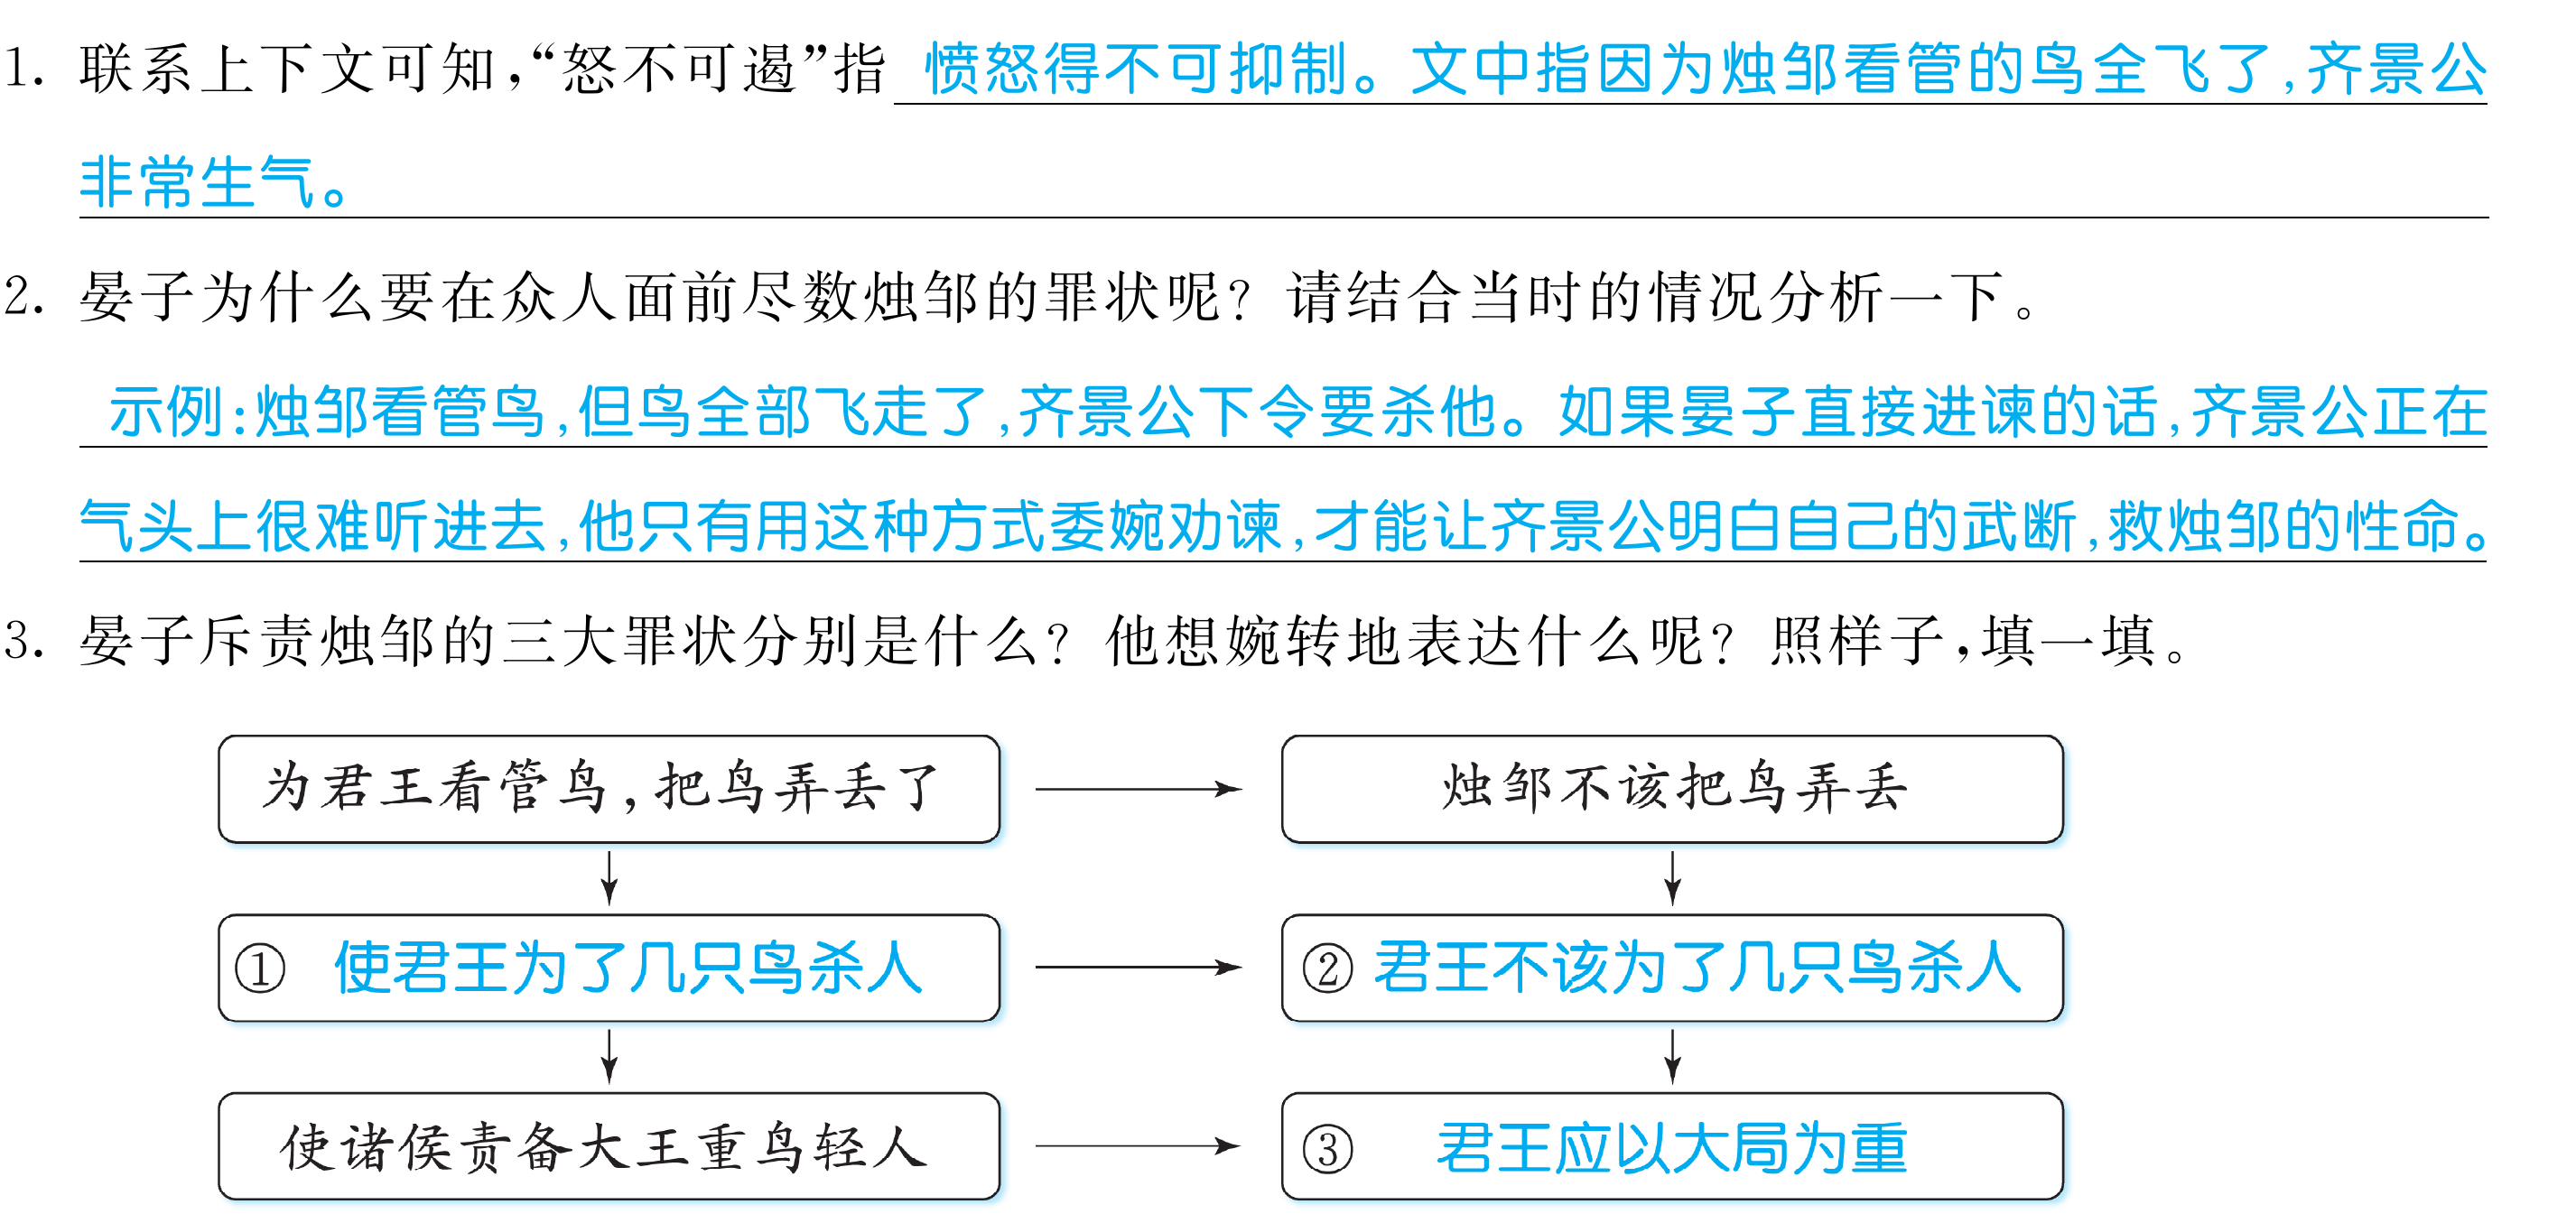 1. 联系上下文可知,“怒不可遏”指 愤怒得不可抑制。文中指因为烛邹看管的鸟全飞了,齐景公
非常生气。
2. 晏子为什么要在众人面前尽数烛邹的罪状呢? 请结合当时的情况分析一下。
示例:烛邹看管鸟,但鸟全部飞走了,齐景公下令要杀他。如果晏子直接进谏的话,齐景公正在
气头上很难听进去,他只有用这种方式委婉劝谏,才能让齐景公明白自己的武断,救烛邹的性命。
3. 晏子斥责烛邹的三大罪状分别是什么? 他想婉转地表达什么呢? 照样子,填一填。
为君王看管鸟,把鸟弄丢了
烛邹不该把鸟弄丢
① 使君王为了几只鸟杀人
② 君王不该为了几只鸟杀人
使诸侯责备大王重鸟轻人
③ 君王应以大局为重